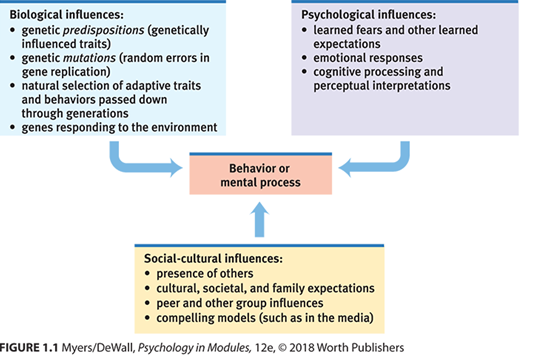 Biological influences:
• genetic predispositions (genetically
influenced traits)
• genetic mutations (random errors in
gene replication)
• natural selection of adaptive traits
and behaviors passed down
through generations
• genes responding to the environment
Psychological influences:
• learned fears and other learned
expectations
• emotional responses
• cognitive processing and
perceptual interpretations
Behavior or
mental process
Social-cultural influences:
• presence of others
• cultural, societal, and family expectations
• peer and other group influences
• compelling models (such as in the media)
FIGURE 1.1 Myers/DeWall, Psychology in Modules, 12e, © 2018 Worth Publishers